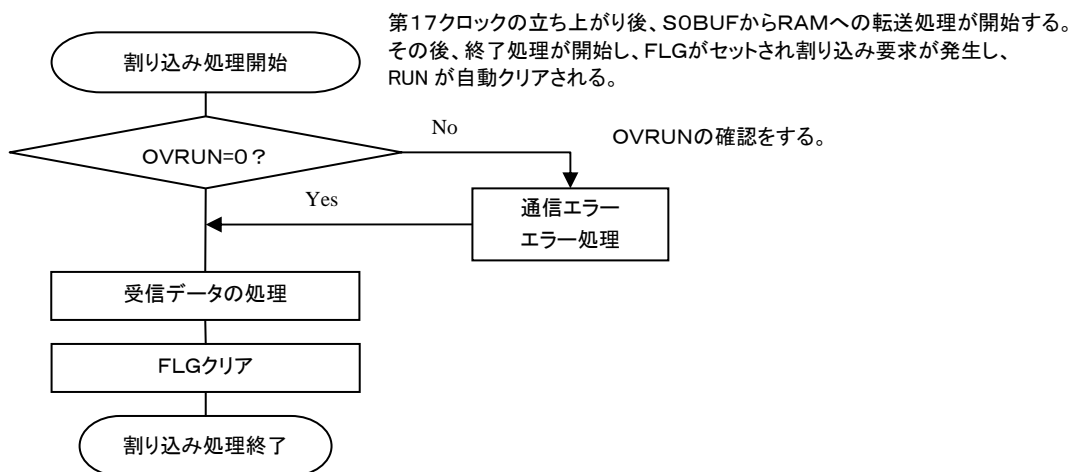 第17クロックの立ち上がり後、S0BUFからRAMへの転送処理が開始する。
その後、終了処理が開始し、FLGがセットされ割り込み要求が発生し、
RUN が自動クリアされる。
割り込み処理開始
No
OVRUNの確認をする。
OVRUN=0?
Yes
通信エラー
エラー処理
受信データの処理
FLGクリア
割り込み処理終了